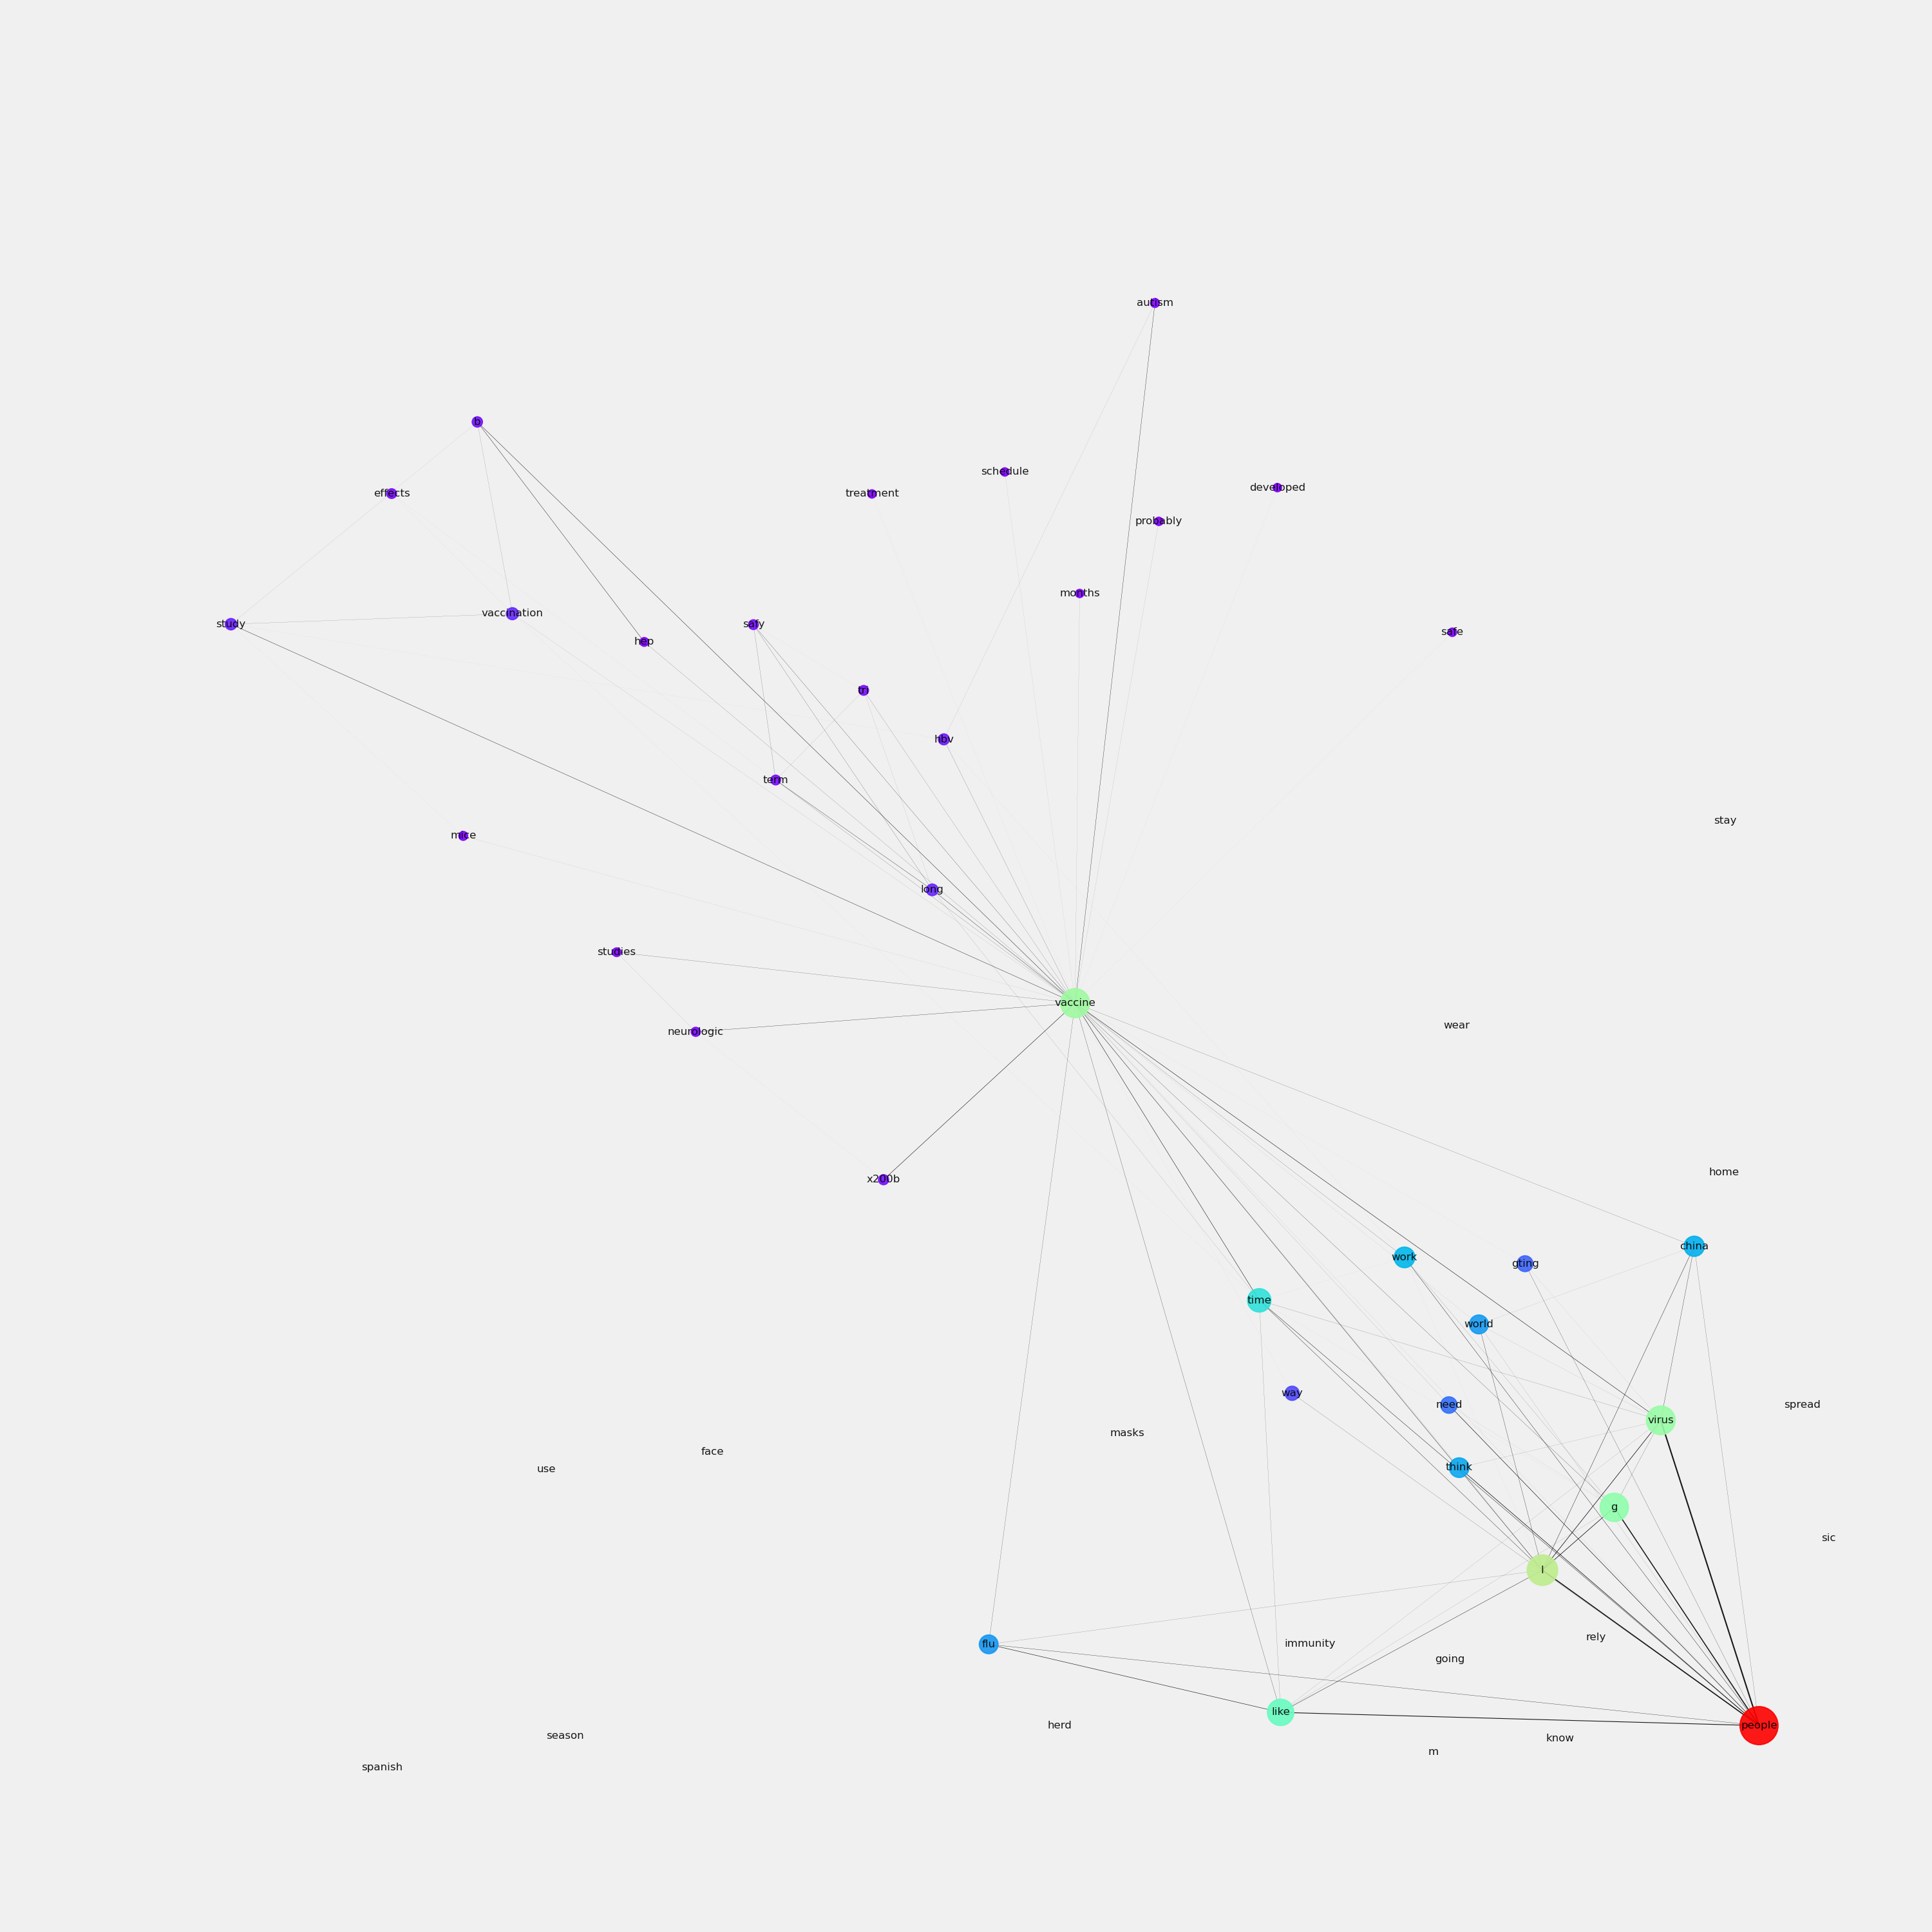 autism
b
schedule
developed
effects
treatment
probably
months
vaccination
study
safy
safe
hep
tri
hbv
term
stay
mice
long
studies
vaccine
wear
neurologic
home
x200b
china
work
gting
time
world
way
need
spread
virus
masks
face
think
use
g
sic
l
rely
immunity
flu
going
like
herd
people
season
know
m
spanish